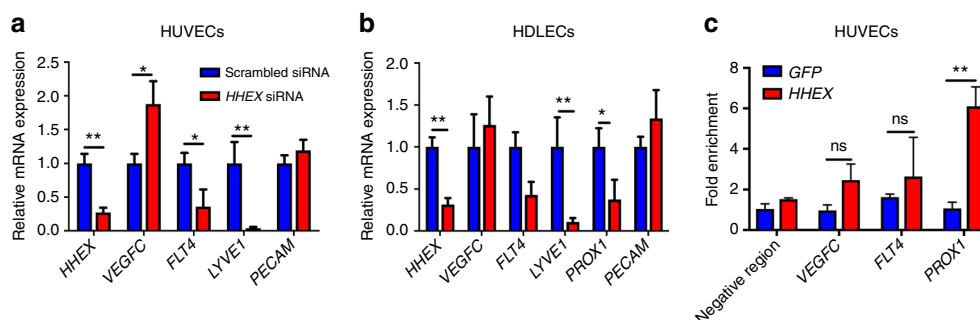 a
HUVECs
Relative mRNA expression
2.5
2.0
1.5
1.0
0.5
0.0
Scrambled siRNA
HHEX siRNA
**
*
*
**
HHEX
VEGFC
FLT4
LYVE1
PECAM
b
HDLECs
Relative mRNA expression
2.0
1.5
1.0
0.5
0.0
**
**
*
HHEX
VEGFC
FLT4
LYVE1
PROX1
PECAM
c
HUVECs
Fold enrichment
8
6
4
2
0
GFP
HHEX
ns
ns
**
Negative region
VEGFC
FLT4
PROX1